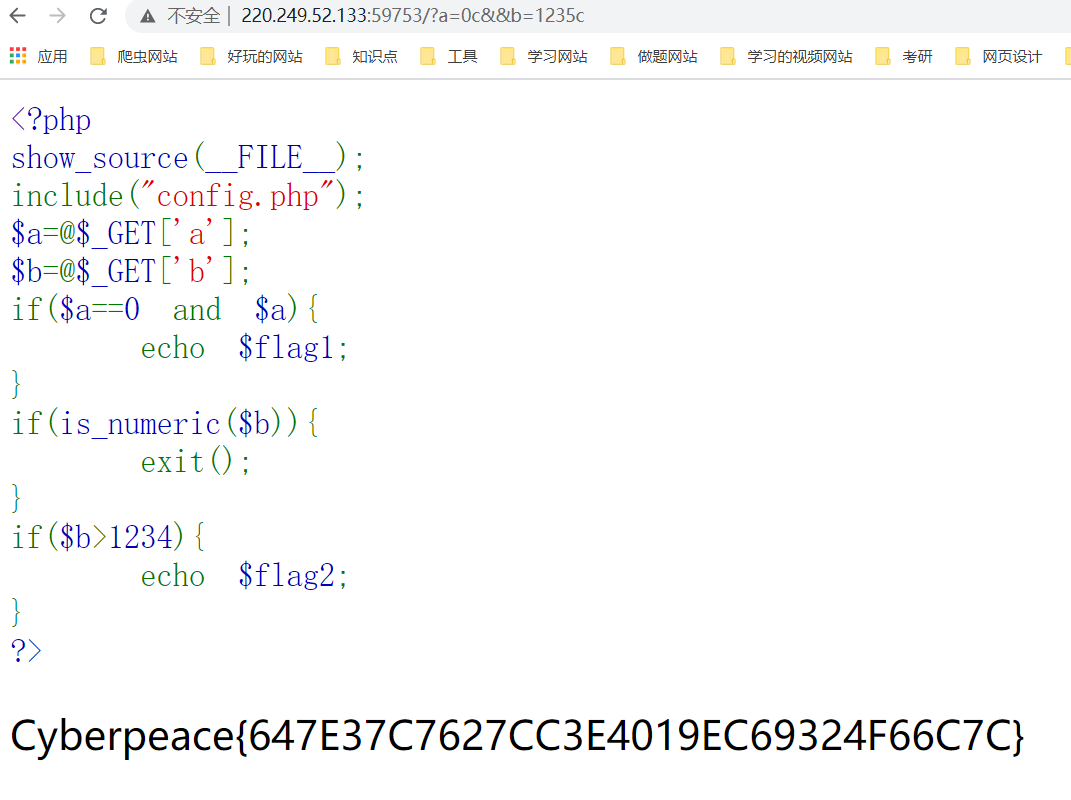 不安全 | 220.249.52.133:59753/?a=0c&&b=1235c
应用 爬虫网站 好玩的网站 知识点 工具 学习网站 做题网站 学习的视频网站 考研 网页设计
<?php
show_source(__FILE__);
include("config.php");
$a=@$_GET['a'];
$b=@$_GET['b'];
if($a==0 and $a){
echo $flag1;
}
if(is_numeric($b)){
exit();
}
if($b>1234){
echo $flag2;
}
?>
Cyberpeace{647E37C7627CC3E4019EC69324F66C7C}